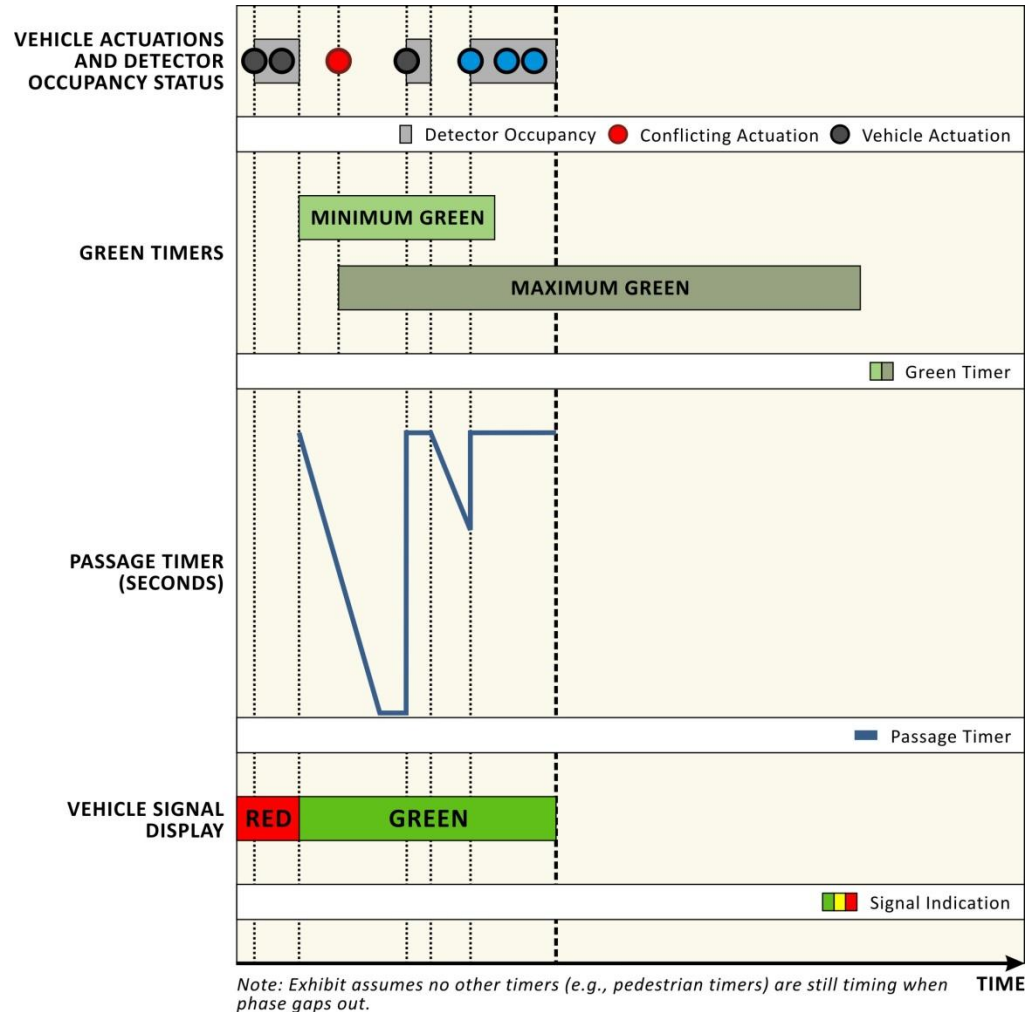 VEHICLE ACTUATIONS
AND DETECTOR
OCCUPANCY STATUS
Detector Occupancy
Conflicting Actuation
Vehicle Actuation
MINIMUM GREEN
GREEN TIMERS
MAXIMUM GREEN
Green Timer
PASSAGE TIMER
(SECONDS)
Passage Timer
VEHICLE SIGNAL
DISPLAY
RED
GREEN
Signal Indication
Note: Exhibit assumes no other timers (e.g., pedestrian timers) are still timing when
phase gaps out.
TIME